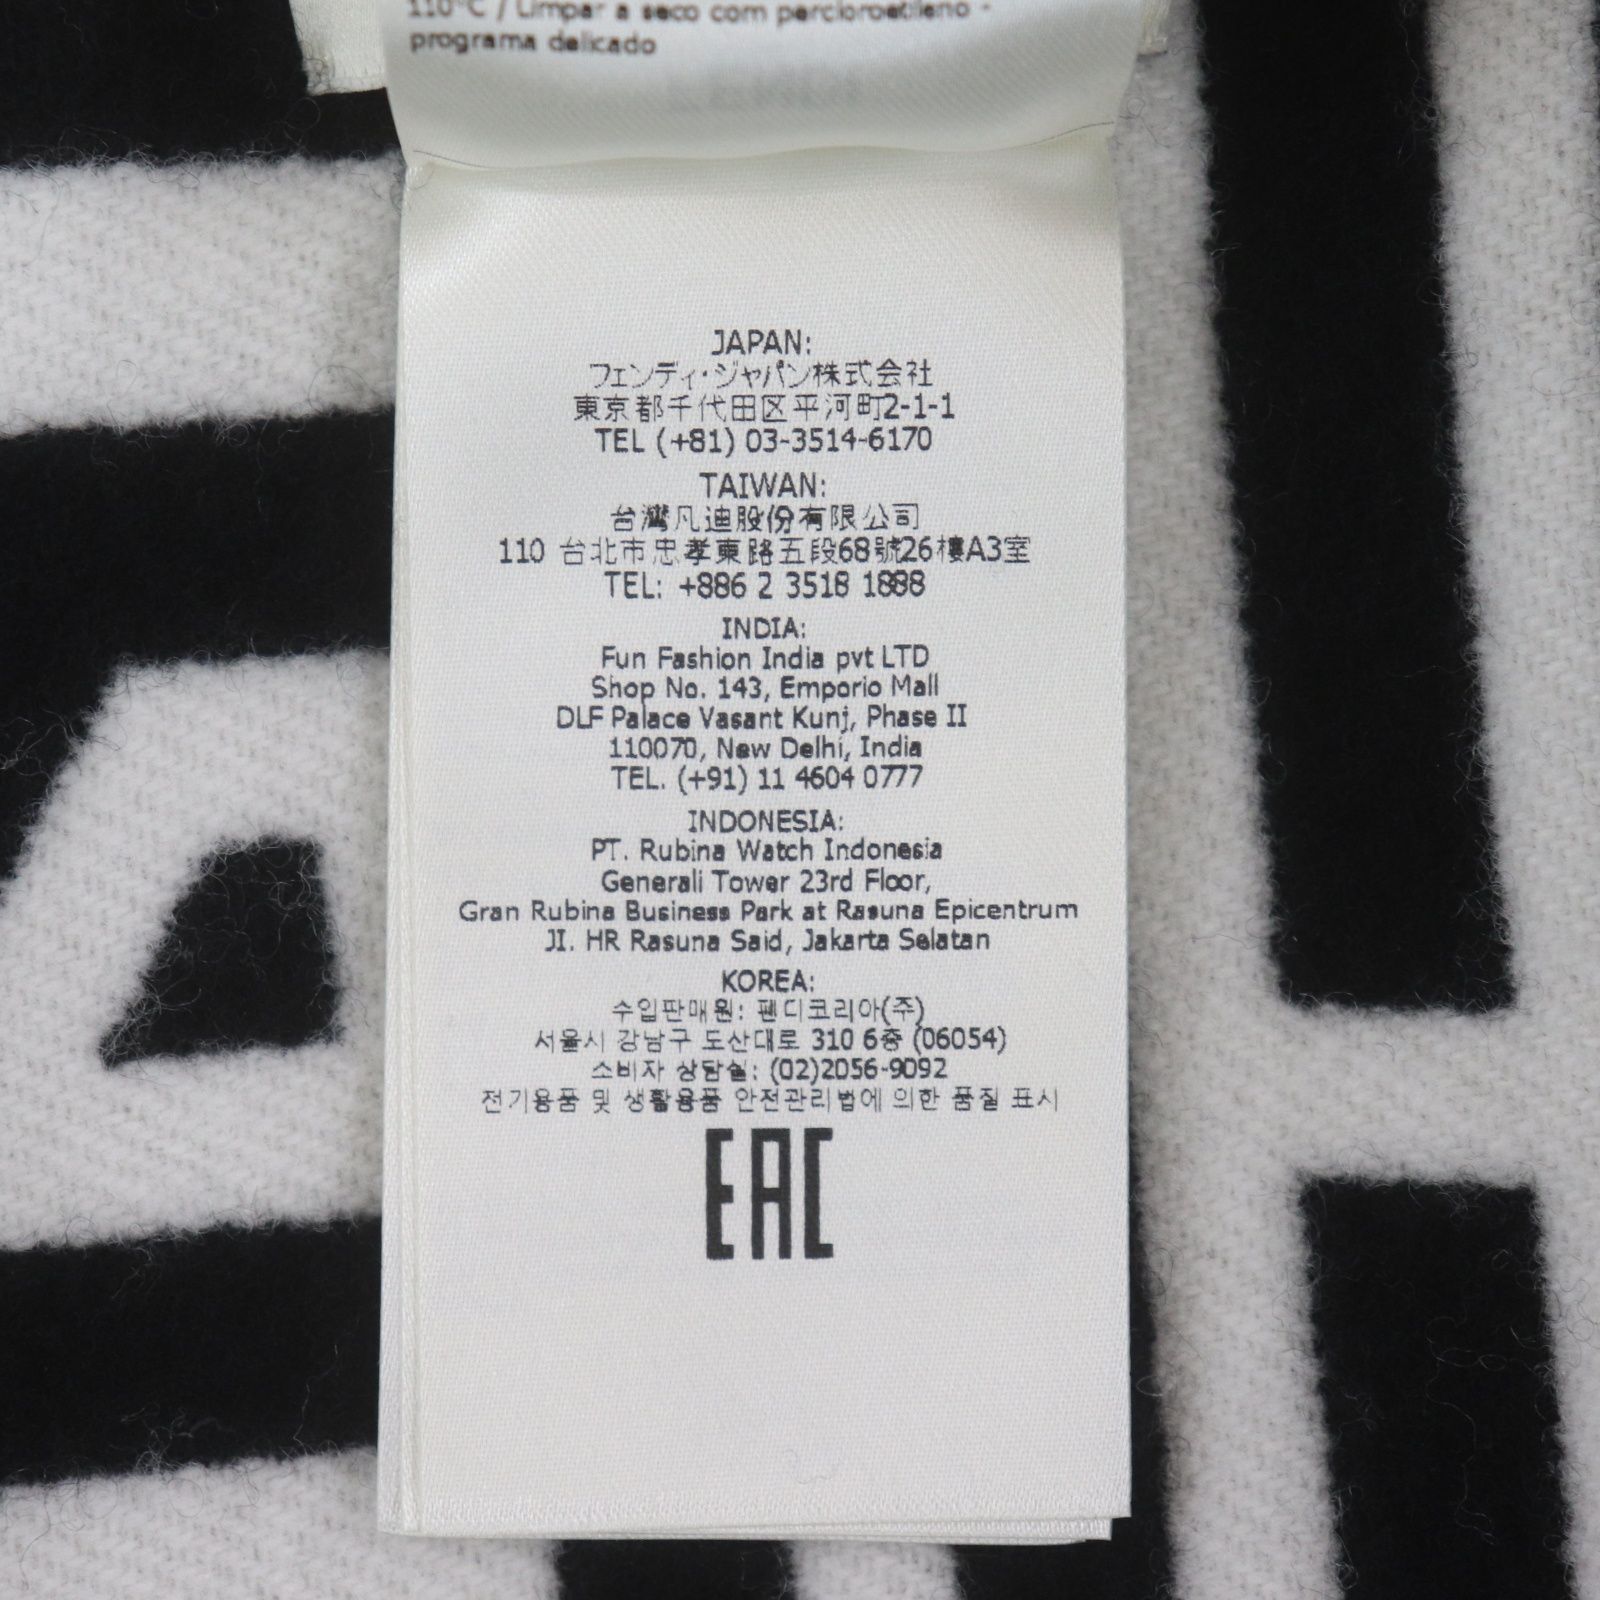 110°C / Limpar a seco com percloroetileno -
programa delicado
JAPAN:
フェンディ・ジャパン株式会社
東京都千代田区平河町2-1-1
TEL (+81) 03-3514-6170
TAIWAN:
台灣凡迪股份有限公司
110 台北市忠孝東路五段68號26樓A3室
TEL: +886 2 3518 1888
INDIA:
Fun Fashion India pvt LTD
Shop No. 143, Emporio Mall
DLF Palace Vasant Kunj, Phase II
110070, New Delhi, India
TEL. (+91) 11 4604 0777
INDONESIA:
PT. Rubina Watch Indonesia
Generali Tower 23rd Floor,
Gran Rubina Business Park at Rasuna Epicentrum
JI. HR Rasuna Said, Jakarta Selatan
KOREA:
수입판매원: 펜디코리아(주)
서울시 강남구 도산대로 310 6층 (06054)
소비자 상담실: (02)2056-9092
전기용품 및 생활용품 안전관리법에 의한 품질 표시
EAC